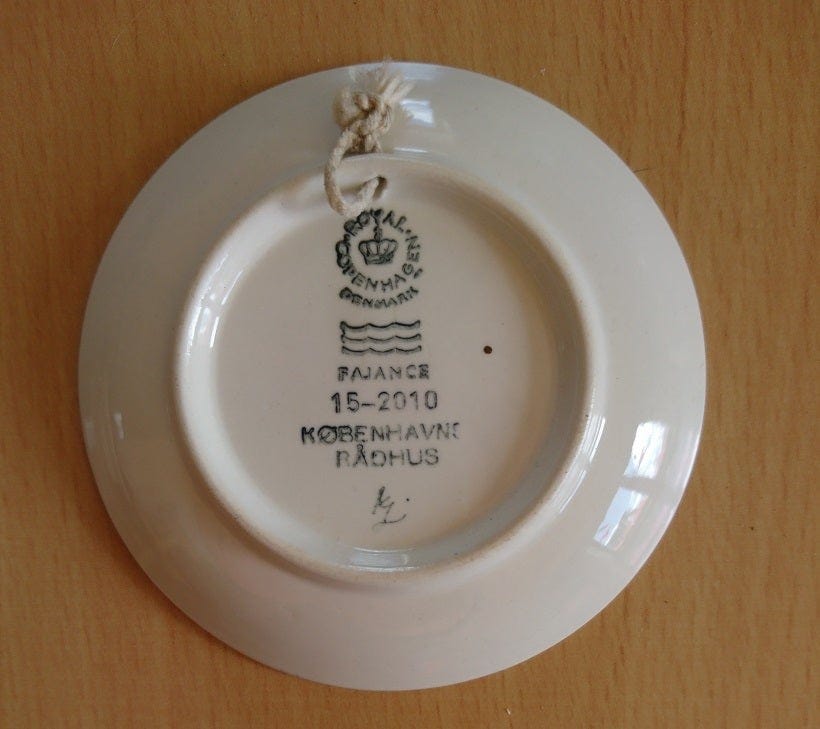 ROYAL COPENHAGEN
DENMARK
FAJANCE
15-2010
KØBENHAVNS
RÅDHUS